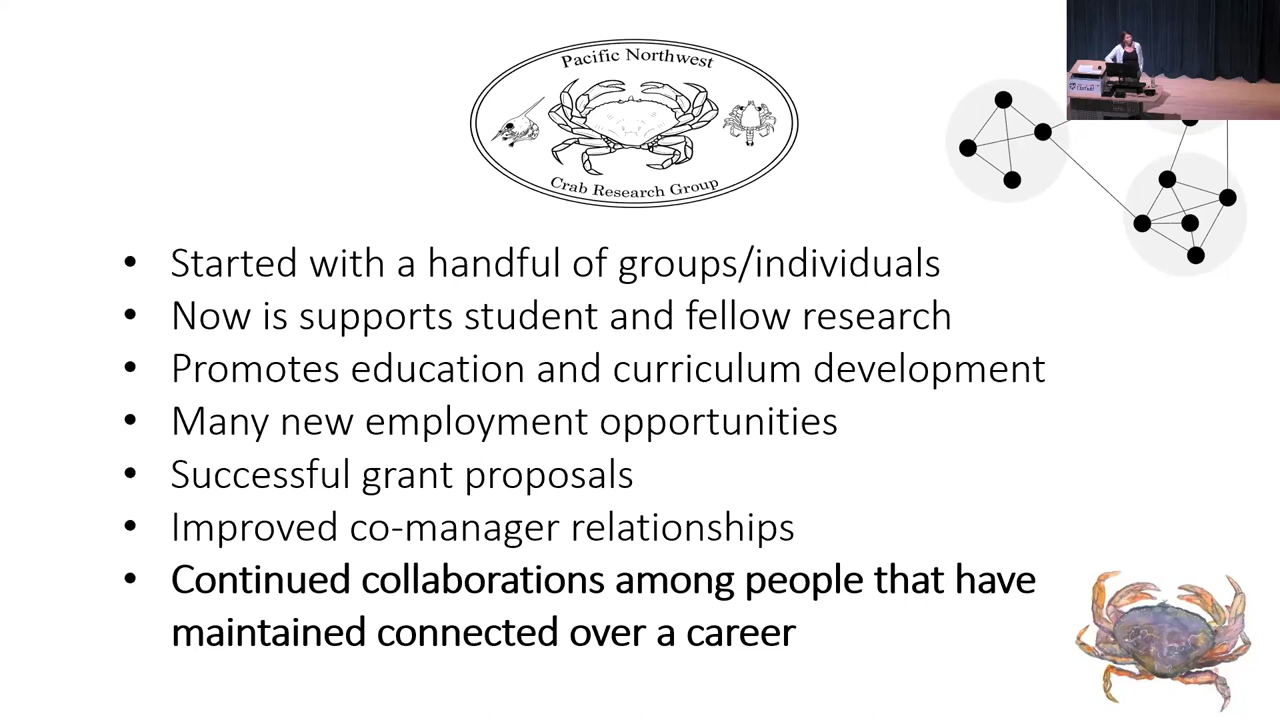 Pacific Northwest
Crab Research Group
• Started with a handful of groups/individuals
• Now is supports student and fellow research
• Promotes education and curriculum development
• Many new employment opportunities
• Successful grant proposals
• Improved co-manager relationships
• Continued collaborations among people that have
maintained connected over a career